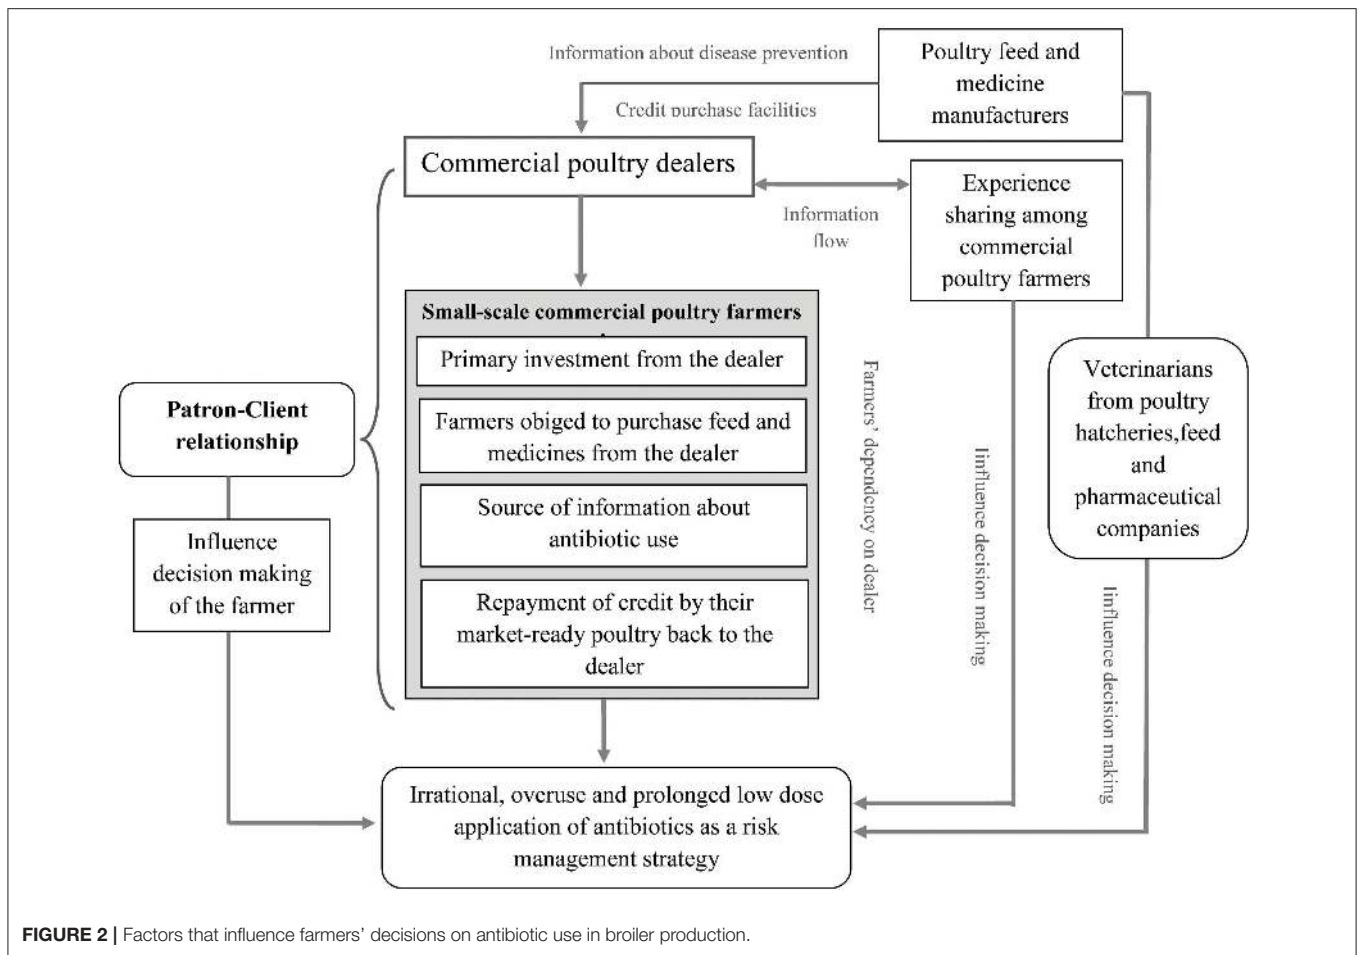 Information about disease prevention
Credit purchase facilities
Poultry feed and
medicine
manufacturers
Commercial poultry dealers
Information
flow
Experience
sharing among
commercial
poultry farmers
Small-scale commercial poultry farmers
Primary investment from the dealer
Farmers obiged to purchase feed and
medicines from the dealer
Source of information about
antibiotic use
Repayment of credit by their
market-ready poultry back to the
dealer
Farmers' dependency on dealer
Iinfluence decision making
Veterinarians
from poultry
hatcheries,feed
and
pharmaceutical
companies
Iinfluence decision making
Patron-Client
relationship
Influence
decision making
of the farmer
Irrational, overuse and prolonged low dose
application of antibiotics as a risk
management strategy
FIGURE 2 | Factors that influence farmers' decisions on antibiotic use in broiler production.